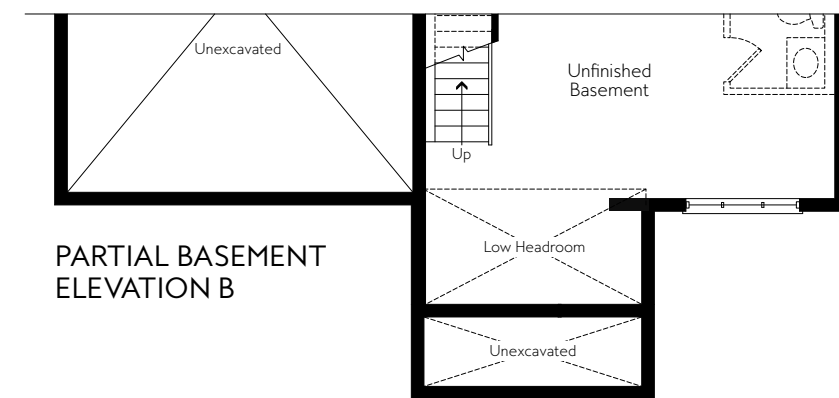 Unexcavated
Unfinished
Basement
Up
Low Headroom
PARTIAL BASEMENT
ELEVATION B
Unexcavated